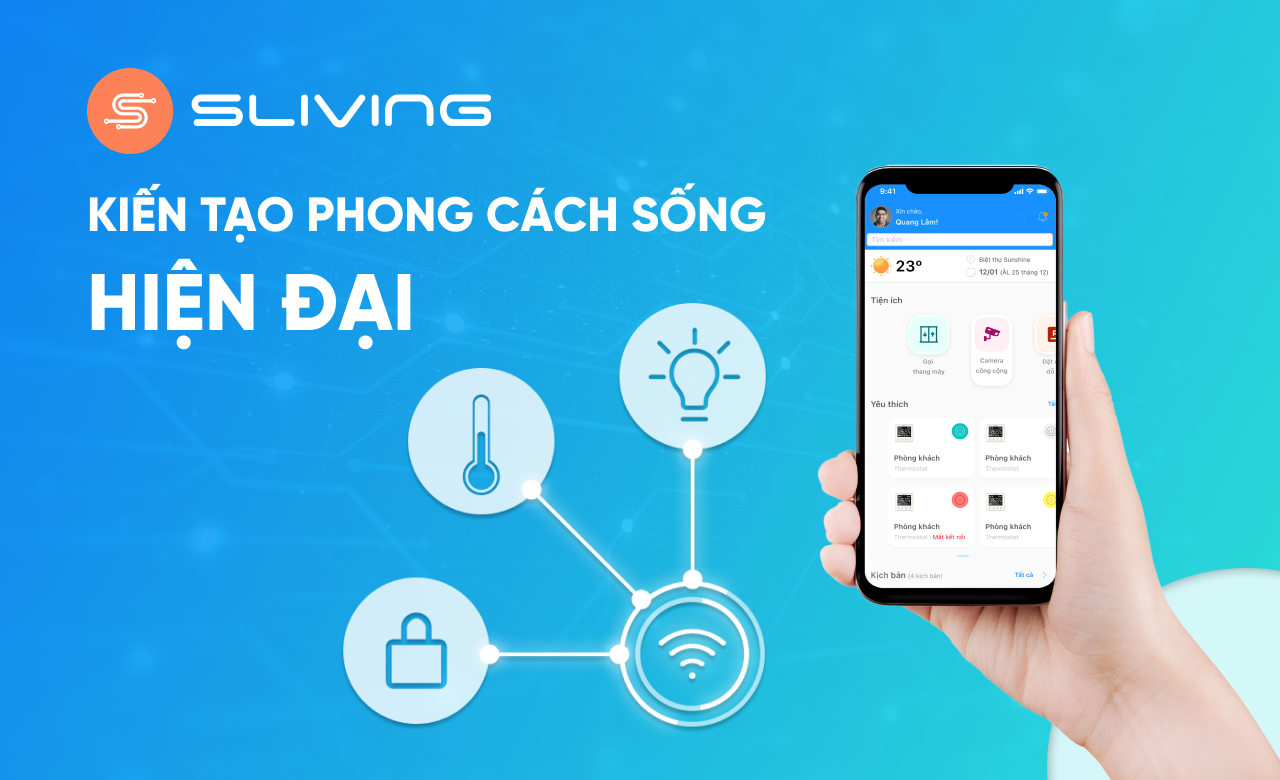 SLIVING
KIẾN TẠO PHONG CÁCH SỐNG
HIỆN ĐẠI
9:41
Xin chào,
Quang Lâm!
Tìm kiếm
23°
Biệt thự Sunshine
12/01 (ÂL 25 tháng 12)
Tiện ích
Gọi
thang máy
Camera
công cộng
Đặt
đỗ
Yêu thích
Phòng khách
Thermostat
Phòng khách
Thermostat
Phòng khách
Thermostat | Mất kết nối
Phòng khách
Thermostat
Kịch bản (4 kịch bản)
Tất cả